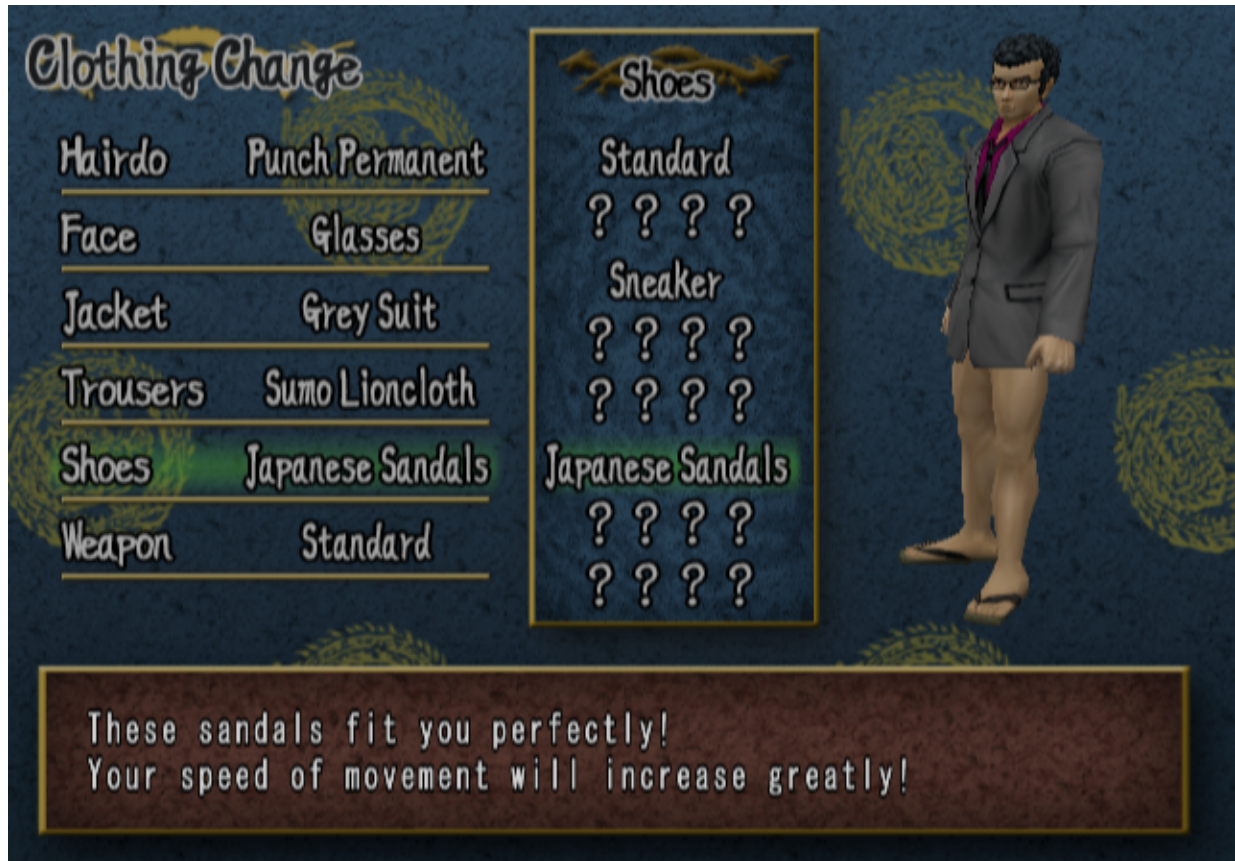 Clothing Change
Hairdo Punch Permanent
Face Glasses
Jacket Grey Suit
Trousers Sumo Lioncloth
Shoes Japanese Sandals
Weapon Standard
Shoes
Standard
? ? ? ?
Sneaker
? ? ? ?
? ? ? ?
Japanese Sandals
? ? ? ?
? ? ? ?
These sandals fit you perfectly!
Your speed of movement will increase greatly!